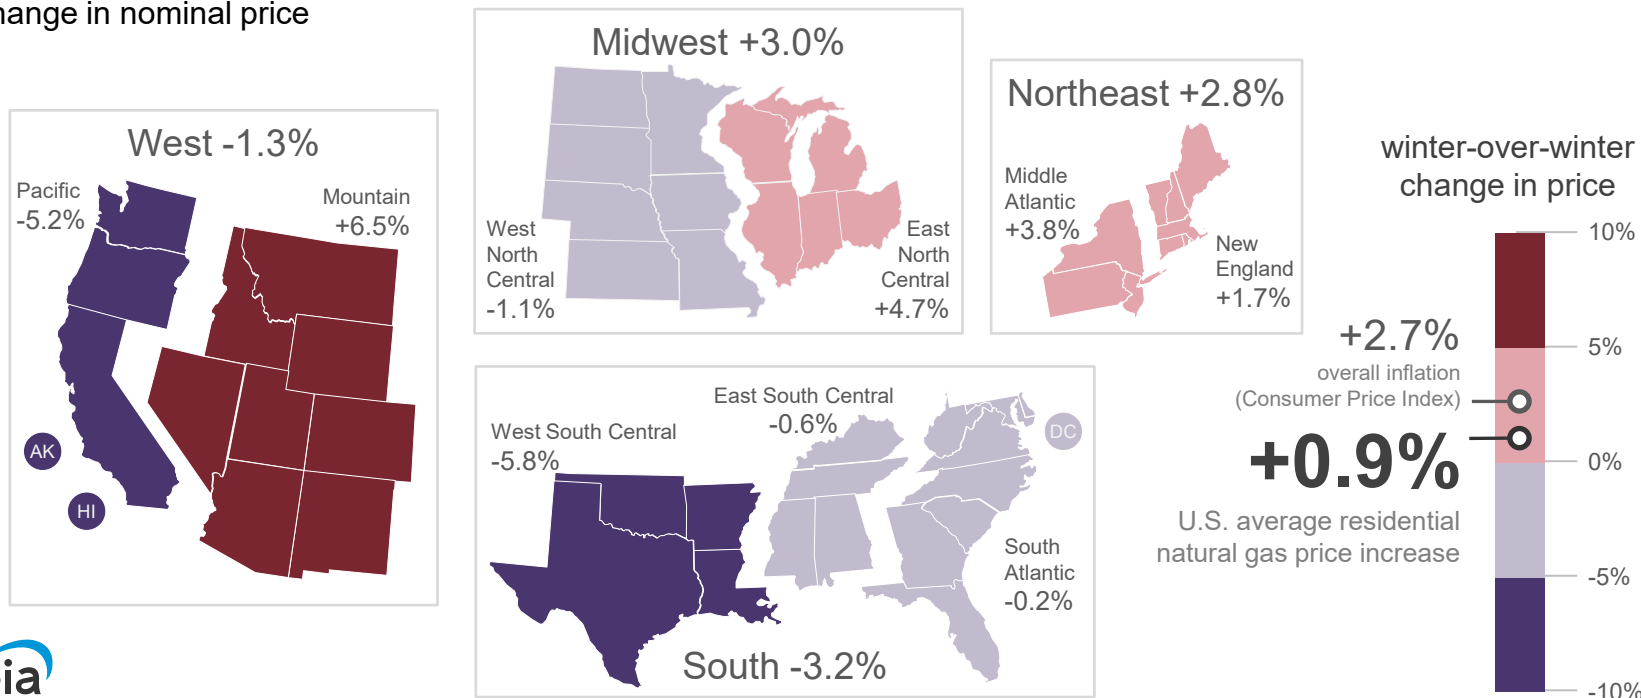 hange in nominal price
West -1.3%
Pacific
-5.2%
Mountain
+6.5%
AK
HI
Midwest +3.0%
West
North
Central
-1.1%
East
North
Central
+4.7%
Northeast +2.8%
Middle
Atlantic
+3.8%
New
England
+1.7%
West South Central
-5.8%
East South Central
-0.6%
DC
South
Atlantic
-0.2%
South -3.2%
winter-over-winter
change in price
10%
5%
0%
-5%
-10%
+2.7%
overall inflation
(Consumer Price Index)
+0.9%
U.S. average residential
natural gas price increase
eia